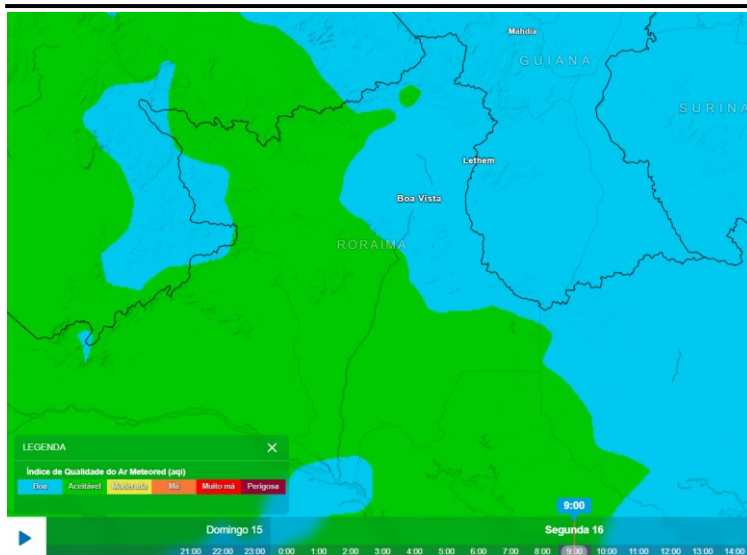 Mahdia
GUIANA
SURINA
Lethem
Boa Vista
RORAIMA
LEGENDA
Índice de Qualidade do Ar Meteored (aqi)
Boa Aceitável Moderada Má Muito má Perigosa
9:00
Domingo 15 Segunda 16
21:00 22:00 23:00 0:00 1:00 2:00 3:00 4:00 5:00 6:00 7:00 8:00 9:00 10:00 11:00 12:00 13:00 14:00